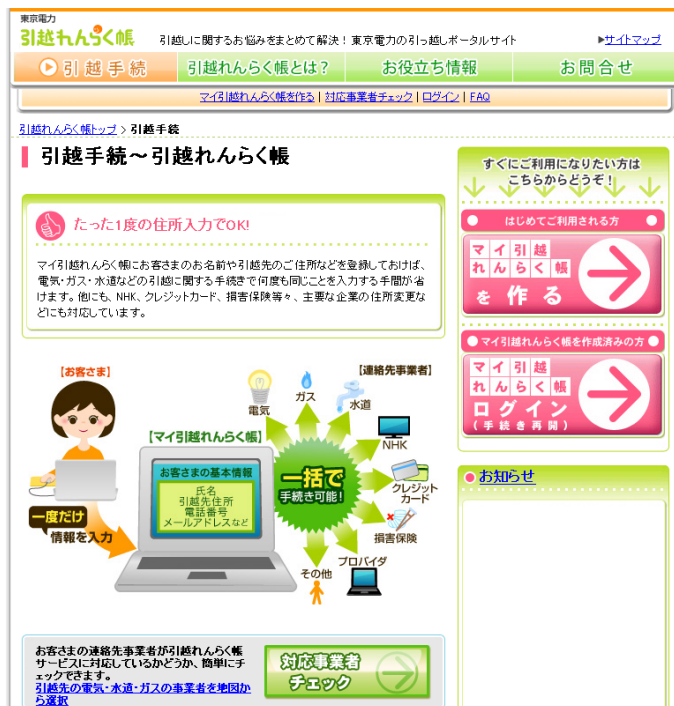 東京電力
引越れんらく帳
引越しに関するお悩みをまとめて解決！東京電力の引っ越しポータルサイト
▶サイトマップ
引越手続
引越れんらく帳とは？
お役立ち情報
お問合せ
マイ引越れんらく帳を作る | 対応事業者チェック | ログイン | FAQ
引越れんらく帳トップ > 引越手続
引越手続～引越れんらく帳
たった1度の住所入力でOK!
マイ引越れんらく帳にお客さまのお名前や引越先のご住所などを登録しておけば、
電気・ガス・水道などの引越に関する手続きで何度も同じことを入力する手間が省
けます。他にも、NHK、クレジットカード、損害保険等々、主要な企業の住所変更な
どにも対応しています。
【お客さま】
一度だけ
情報を入力
【マイ引越れんらく帳】
お客さまの基本情報
氏名
引越先住所
電話番号
メールアドレスなど
一括で
手続き可能!
【連絡先事業者】
電気
ガス
水道
NHK
クレジット
カード
損害保険
プロバイダ
その他
お客さまの連絡先事業者が引越れんらく帳
サービスに対応しているかどうか、簡単にチ
ェックできます。
引越先の電気・水道・ガスの事業者を地図か
ら選択
対応事業者
チェック
すぐにご利用になりたい方は
こちらからどうぞ！
はじめてご利用される方
マイ引越
れんらく帳
を作る
マイ引越れんらく帳を作成済みの方
マイ引越
れんらく帳
ログイン
(手続き再開)
お知らせ